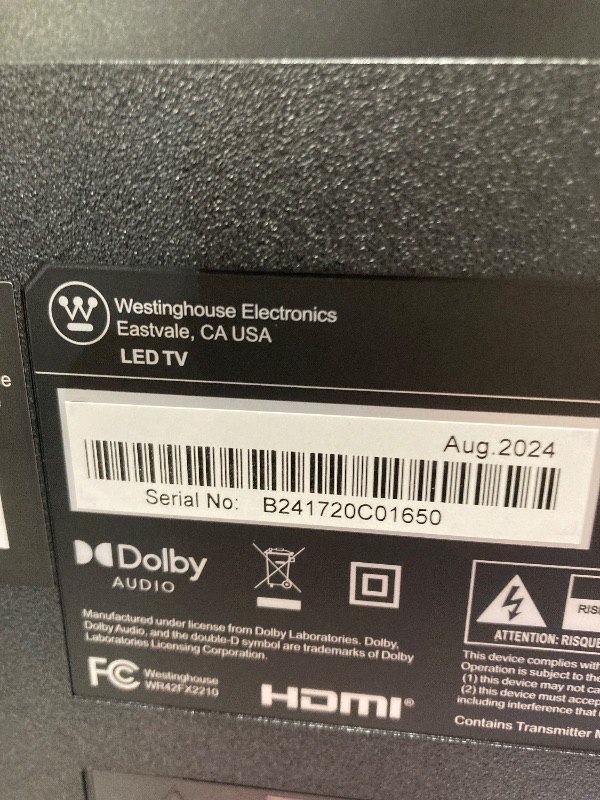 Westinghouse Electronics
Eastvale, CA USA
LED TV
Aug.2024
Serial No: B241720C01650
Dolby
AUDIO
Manufactured under license from Dolby Laboratories. Dolby,
Dolby Audio, and the double-D symbol are trademarks of Dolby
Laboratories Licensing Corporation.
FC Westinghouse
WR42FX2210
HDMI®
ATTENTION: RISQUE
This device complies with
Operation is subject to the
(1) this device may not ca
(2) this device must accep
including interference that
Contains Transmitter M